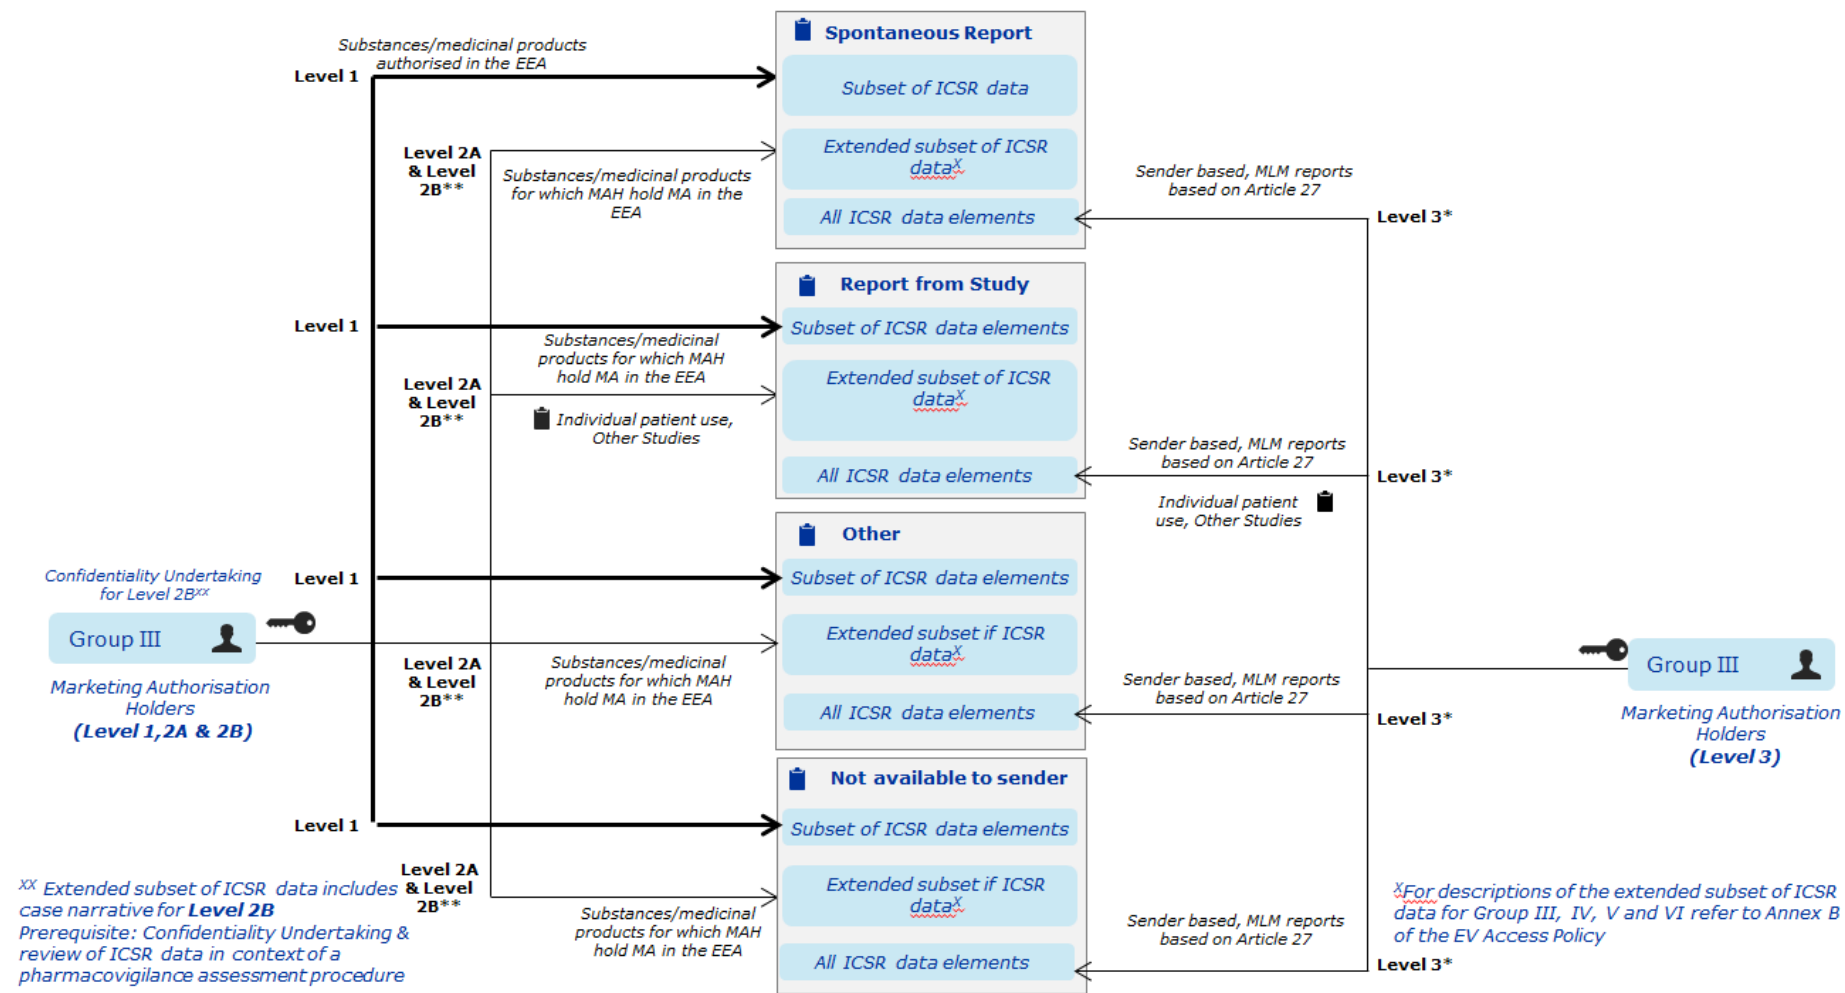 Spontaneous Report
Substances/medicinal products
authorised in the EEA
Level 1
Subset of ICSR data
Level 2A
& Level
2B**
Substances/medicinal products
for which MAH hold MA in the
EEA
Extended subset of ICSR
dataX
Sender based, MLM reports
based on Article 27
All ICSR data elements
Level 3*
Report from Study
Level 1
Subset of ICSR data elements
Substances/medicinal
products for which MAH
hold MA in the EEA
Level 2A
& Level
2B**
Extended subset of ICSR
dataX
Individual patient use,
Other Studies
Sender based, MLM reports
based on Article 27
All ICSR data elements
Level 3*
Individual patient
use, Other Studies
Other
Confidentiality Undertaking
for Level 2BXX
Level 1
Subset of ICSR data elements
Group III
Marketing Authorisation
Holders
(Level 1,2A & 2B)
Extended subset if ICSR
dataX
Level 2A
& Level
2B**
Substances/medicinal
products for which MAH
hold MA in the EEA
Group III
Marketing Authorisation
Holders
(Level 3)
Sender based, MLM reports
based on Article 27
All ICSR data elements
Level 3*
Not available to sender
Level 1
Subset of ICSR data elements
Level 2A
& Level
2B**
Extended subset if ICSR
dataX
Substances/medicinal
products for which MAH
hold MA in the EEA
Sender based, MLM reports
based on Article 27
All ICSR data elements
Level 3*
XX Extended subset of ICSR data includes
case narrative for Level 2B
Prerequisite: Confidentiality Undertaking &
review of ICSR data in context of a
pharmacovigilance assessment procedure
XFor descriptions of the extended subset of ICSR
data for Group III, IV, V and VI refer to Annex B
of the EV Access Policy